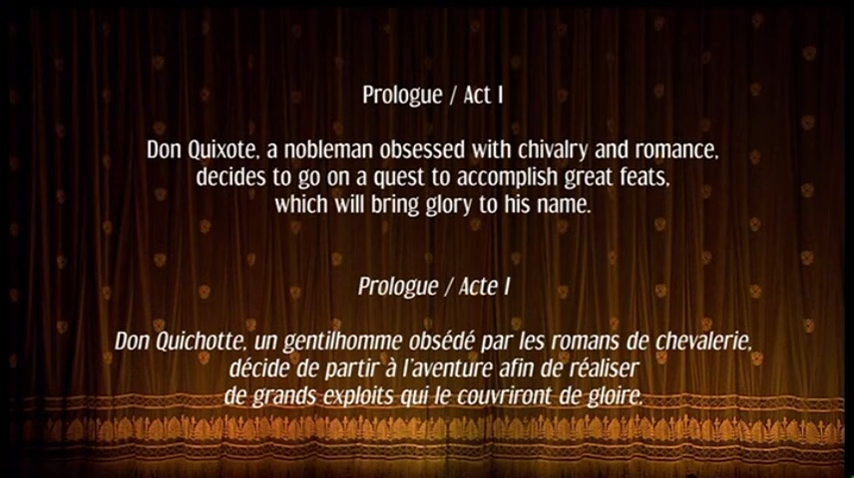 Prologue / Act I
Don Quixote, a nobleman obsessed with chivalry and romance,
decides to go on a quest to accomplish great feats,
which will bring glory to his name.
Prologue / Acte I
Don Quichotte, un gentilhomme obsédé par les romans de chevalerie,
décide de partir à l'aventure afin de réaliser
de grands exploits qui le couvriront de gloire.